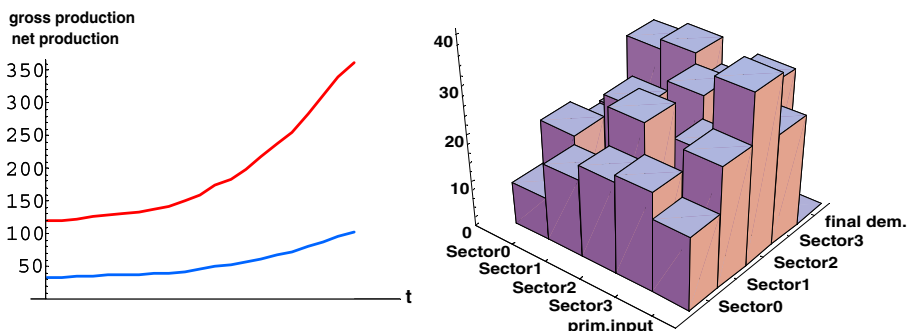 gross production
net production
350
300
250
200
150
100
50
t
40
30
20
10
0
Sector0
Sector1
Sector2
Sector3
prim.input
final dem.
Sector3
Sector2
Sector1
Sector0